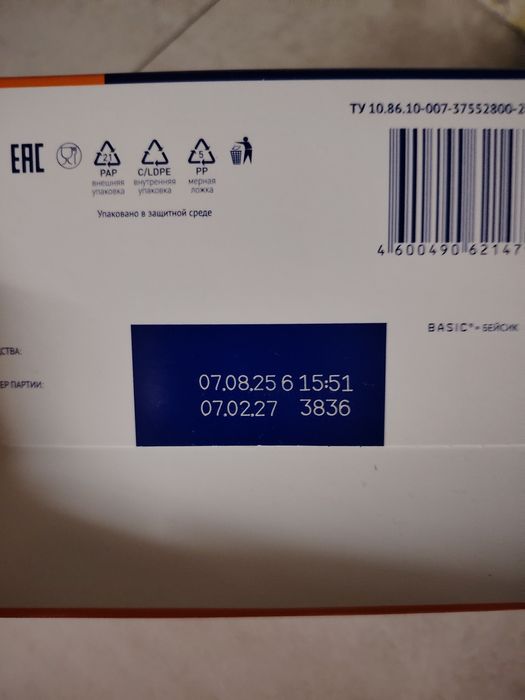 ТУ 10.86.10-007-37552800-2
EAC
21
5
PAP
C/LDPE
PP
внешняя
упаковка
внутренняя
упаковка
мерная
ложка
Упаковано в защитной среде
4 600490 62147
BASIC®- БЕЙСИК
СТВА:
ЕР ПАРТИИ:
07.08.25 6 15:51
07.02.27 3836